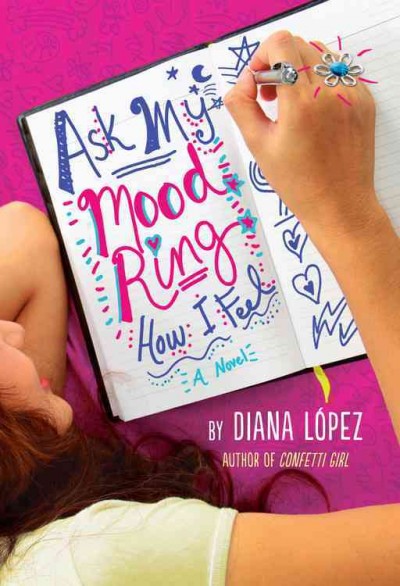 Ask My
Mood
Ring
How I Feel
A Novel
BY DIANA LÓPEZ
AUTHOR OF CONFETTI GIRL